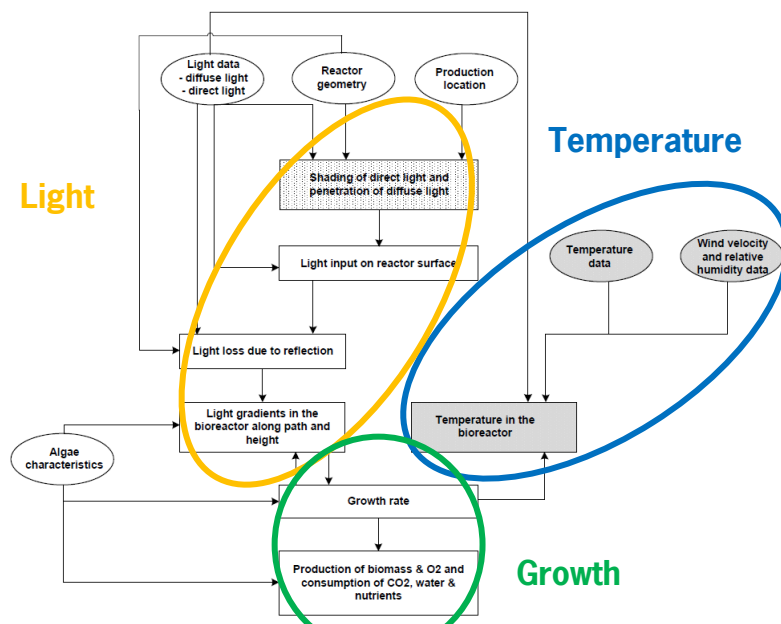 Light data
- diffuse light
- direct light
Reactor
geometry
Production
location
Temperature
Light
Shading of direct light and
penetration of diffuse light
Temperature
data
Wind velocity
and relative
humidity data
Light input on reactor surface
Light loss due to reflection
Light gradients in the
bioreactor along path and
height
Temperature in the
bioreactor
Algae
characteristics
Growth rate
Growth
Production of biomass & O2 and
consumption of CO2, water &
nutrients